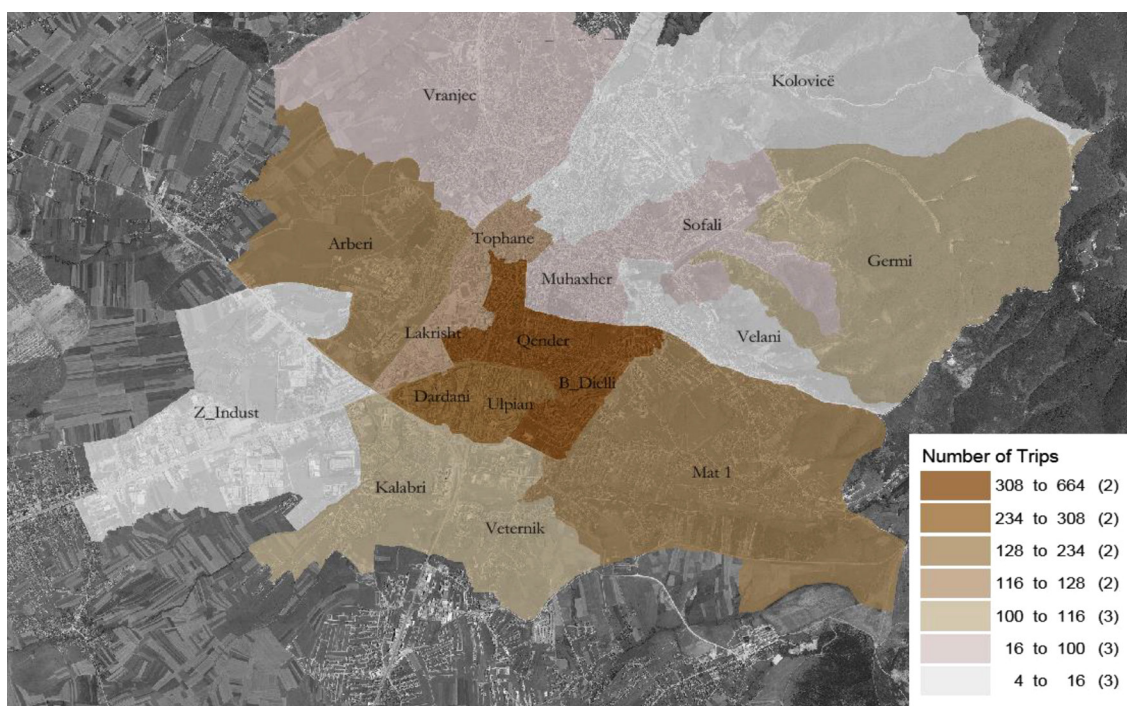 Vranjec
Kolovicë
Sofali
Tophane
Arberi
Germi
Muhaxher
Lakrisht
Qender
Velani
B_Dielli
Dardani
Ulpian
Z_Indust
Mat 1
Kalabri
Veternik
Number of Trips
308 to 664 (2)
234 to 308 (2)
128 to 234 (2)
116 to 128 (2)
100 to 116 (3)
16 to 100 (3)
4 to 16 (3)